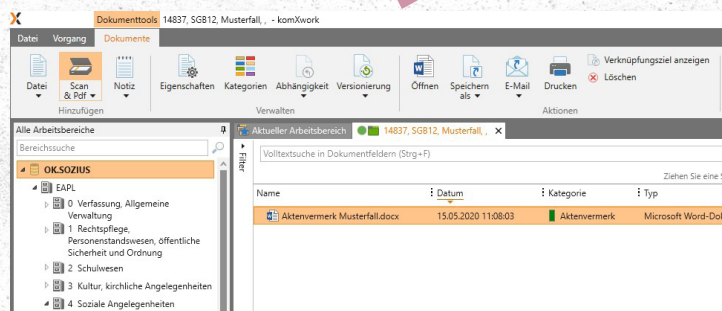 Dokumenttools 14837, SGB12, Musterfall, , - komXwork
Datei Vorgang Dokumente
Datei Scan & Pdf Notiz Eigenschaften Kategorien Abhängigkeit Versionierung Öffnen Speichern als E-Mail Drucken Verknüpfungsziel anzeigen
Löschen
Hinzufügen Verwalten Aktionen
Alle Arbeitsbereiche Aktueller Arbeitsbereich 14837, SGB12, Musterfall, , X
Bereichssuche
Filter
Volltextsuche in Dokumentfeldern (Strg+F)
OK.SOZIUS
Ziehen Sie eine
EAPL
Name Datum Kategorie Typ
0 Verfassung, Allgemeine
Verwaltung
Aktenvermerk Musterfall.docx 15.05.2020 11:08:03 Aktenvermerk Microsoft Word-Dok
1 Rechtspflege,
Personenstandswesen, öffentliche
Sicherheit und Ordnung
2 Schulwesen
3 Kultur, kirchliche Angelegenheiten
4 Soziale Angelegenheiten